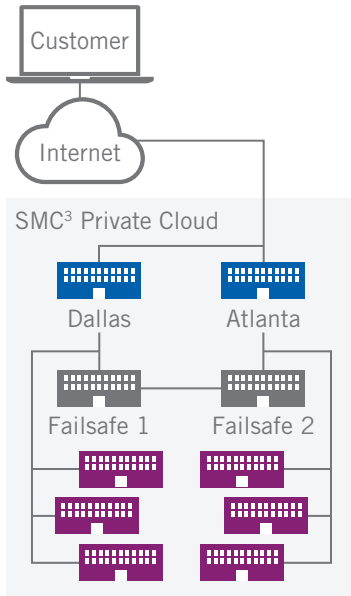 Customer
Internet
SMC³ Private Cloud
Dallas
Atlanta
Failsafe 1
Failsafe 2